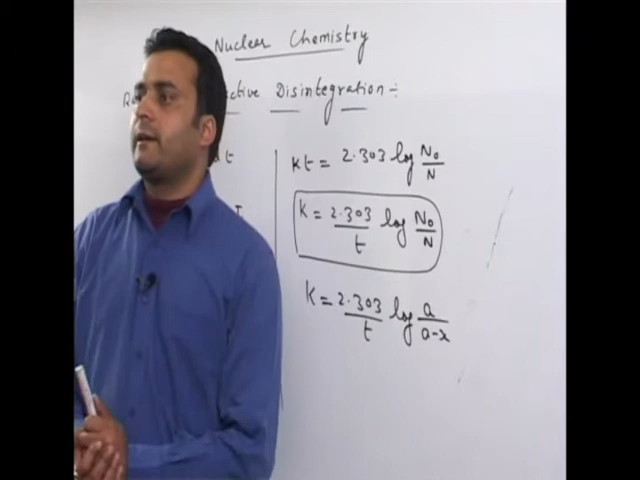 Nuclear Chemistry
Disintegration :-
kt = 2.303 log N₀/N
k = 2.303/t log N₀/N
k = 2.303/t log a/a-x